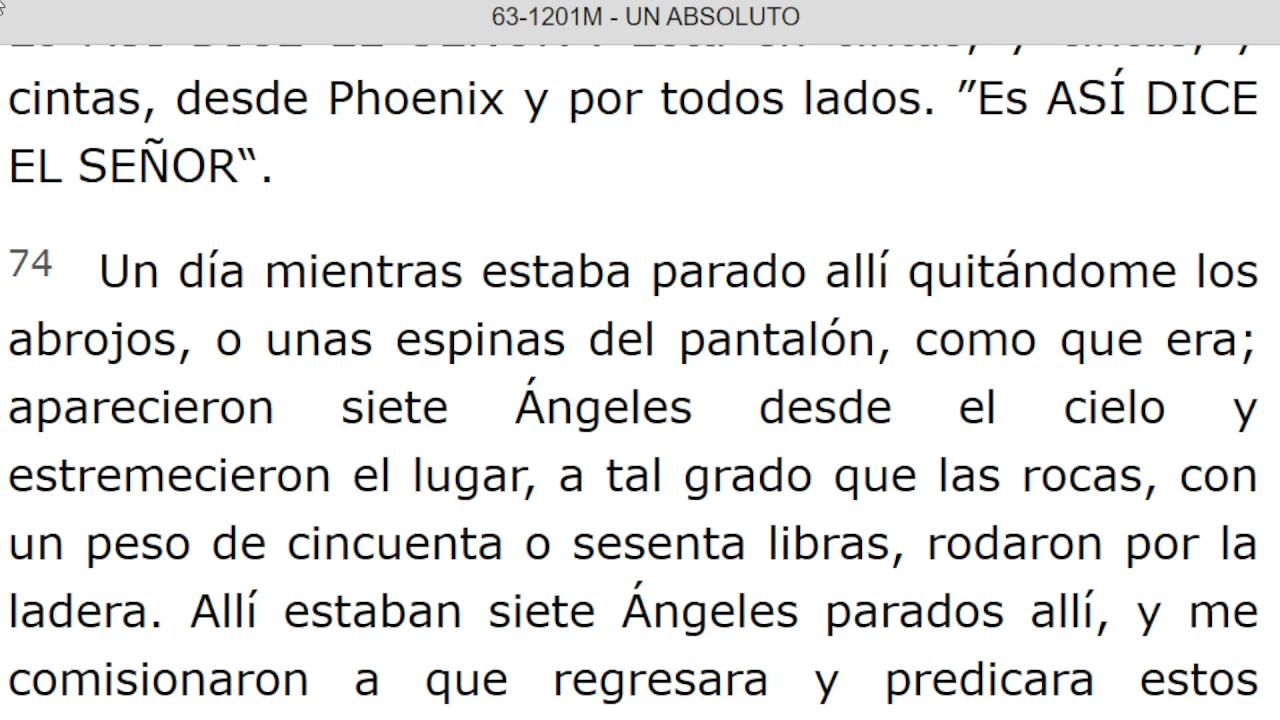 63-1201M - UN ABSOLUTO
cintas, desde Phoenix y por todos lados. ”Es ASÍ DICE
EL SEÑOR“.
74 Un día mientras estaba parado allí quitándome los
abrojos, o unas espinas del pantalón, como que era;
aparecieron siete Ángeles desde el cielo y
estremecieron el lugar, a tal grado que las rocas, con
un peso de cincuenta o sesenta libras, rodaron por la
ladera. Allí estaban siete Ángeles parados allí, y me
comisionaron a que regresara y predicara estos